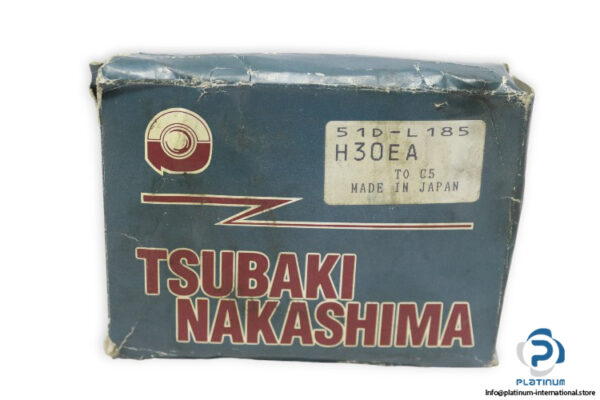 51D-L185
H30EA
TO C5
MADE IN JAPAN
TSUBAKI
NAKASHIMA
PLATINUM
Info@platinum-international.store